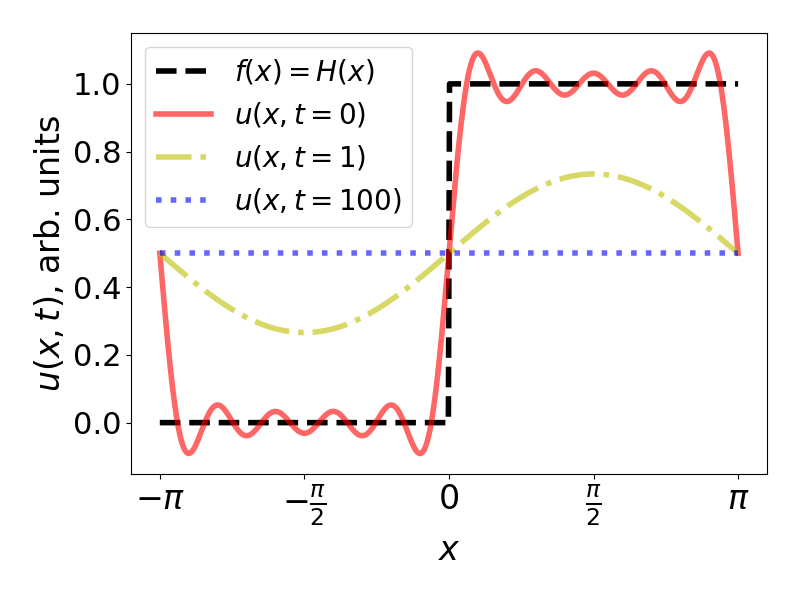 f(x) = H(x)
u(x, t = 0)
u(x, t = 1)
u(x, t = 100)
u(x, t), arb. units
1.0
0.8
0.6
0.4
0.2
0.0
−π
−π/2
0
π/2
π
x